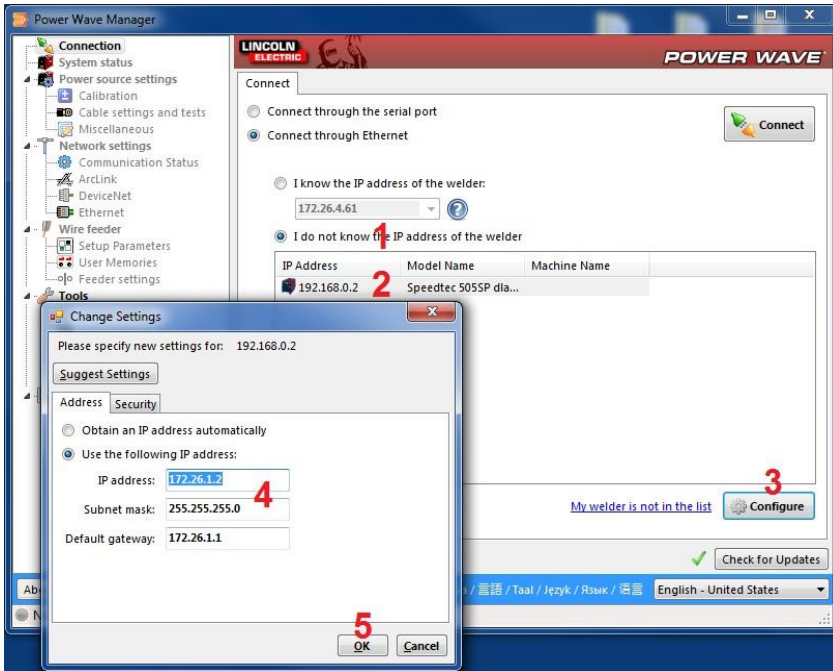 Power Wave Manager
Connection
System status
Power source settings
Calibration
Cable settings and tests
Miscellaneous
Network settings
Communication Status
ArcLink
DeviceNet
Ethernet
Wire feeder
Setup Parameters
User Memories
Feeder settings
Tools
LINCOLN
ELECTRIC
POWER WAVE
Connect
Connect through the serial port
Connect through Ethernet
Connect
I know the IP address of the welder:
172.26.4.61
1
I do not know the IP address of the welder
IP Address Model Name Machine Name
192.168.0.2 2 Speedtec 505SP dla...
3
My welder is not in the list Configure
Check for Updates
/ 言語 / Taal / Język / Язык / 语言 English - United States
Change Settings
Please specify new settings for: 192.168.0.2
Suggest Settings
Address Security
Obtain an IP address automatically
Use the following IP address:
IP address: 172.26.1.2
4
Subnet mask: 255.255.255.0
Default gateway: 172.26.1.1
5
OK Cancel